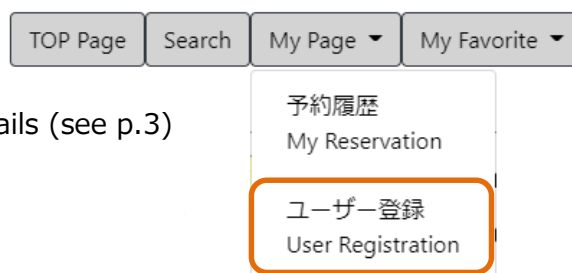 TOP Page Search My Page My Favorite
ails (see p.3)
予約履歴
My Reservation
ユーザー登録
User Registration